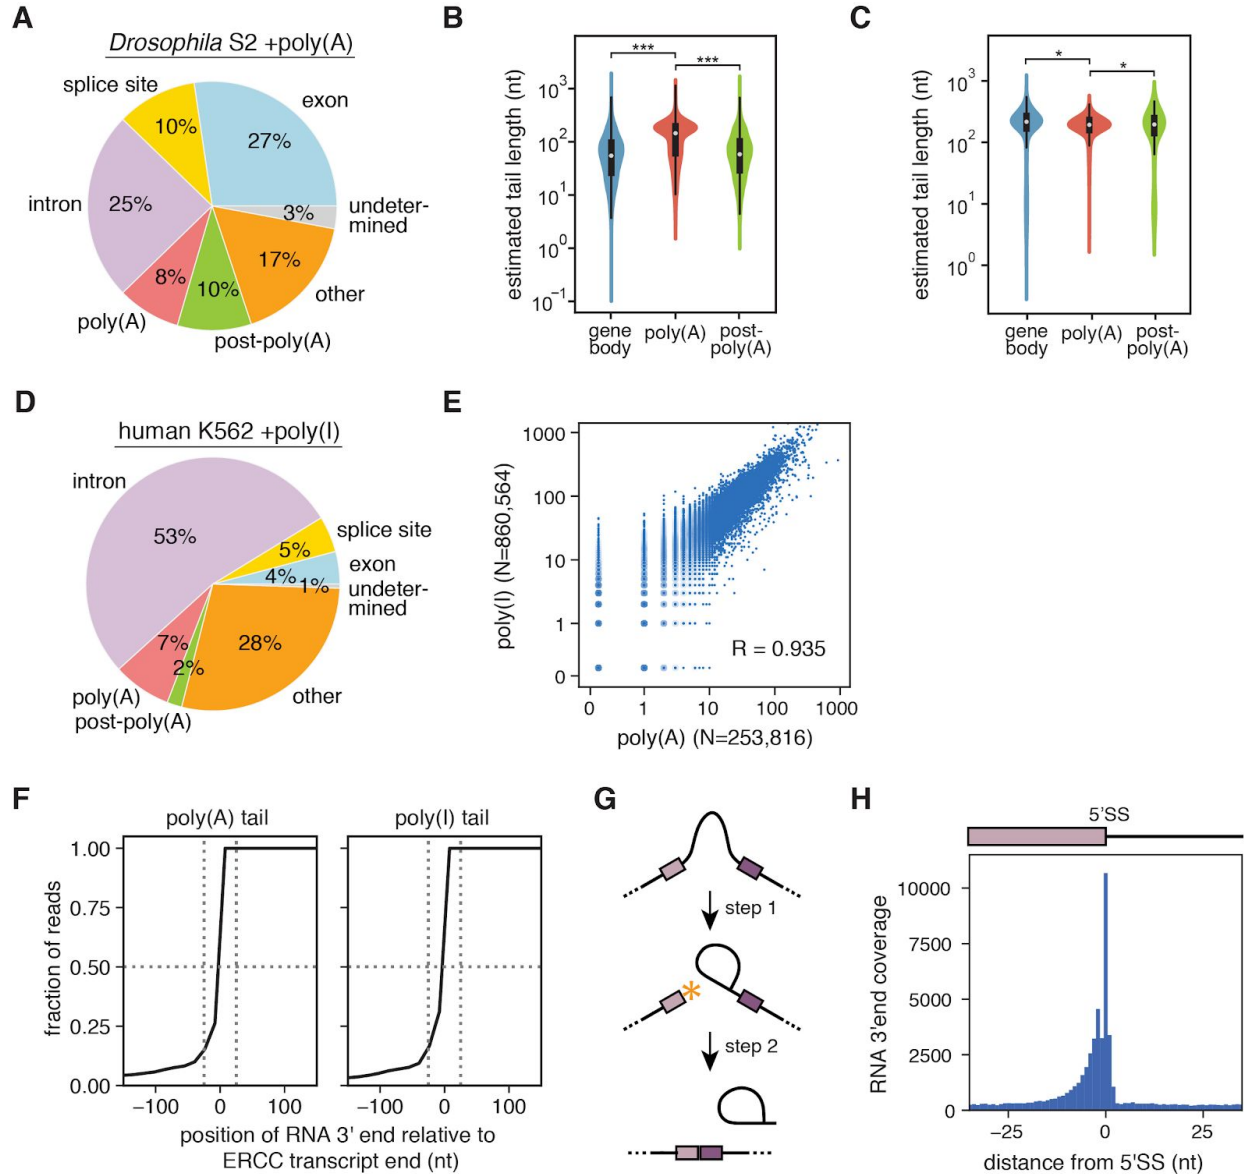 A
Drosophila S2 +poly(A)
splice site
exon
10%
27%
intron
25%
3%
undeter-
mined
17%
8%
10%
other
poly(A)
post-poly(A)
B
***
***
estimated tail length (nt)
10^3
10^2
10^1
10^0
10^−1
gene
body
poly(A)
post-
poly(A)
C
*
*
estimated tail length (nt)
10^3
10^2
10^1
10^0
gene
body
poly(A)
post-
poly(A)
D
human K562 +poly(I)
intron
53%
splice site
5%
exon
4%
1%
undeter-
mined
7%
2%
28%
other
poly(A)
post-poly(A)
E
poly(I) (N=860,564)
1000
100
10
1
0
R = 0.935
0 1 10 100 1000
poly(A) (N=253,816)
F
poly(A) tail
poly(I) tail
fraction of reads
1.00
0.75
0.50
0.25
0.00
−100 0 100
−100 0 100
position of RNA 3' end relative to
ERCC transcript end (nt)
G
step 1
*
step 2
H
5'SS
RNA 3'end coverage
10000
7500
5000
2500
0
−25 0 25
distance from 5'SS (nt)